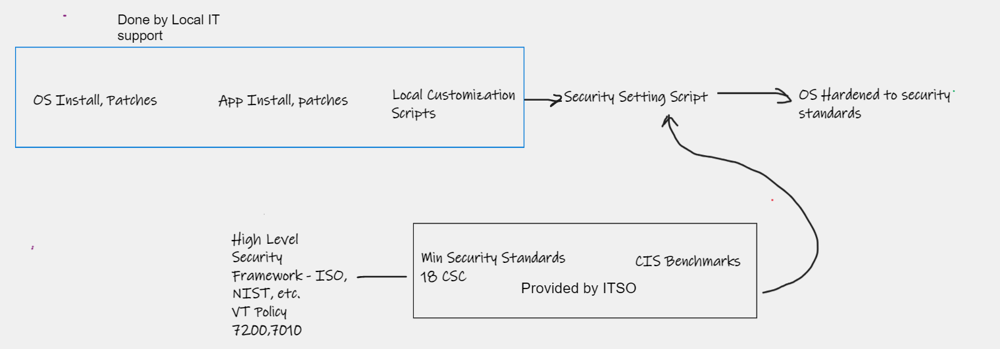 Done by Local IT
support
OS Install, Patches
App Install, patches
Local Customization
Scripts
Security Setting Script
OS Hardened to security
standards
High Level
Security
Framework - ISO,
NIST, etc.
VT Policy
7200,7010
Min Security Standards
18 CSC
CIS Benchmarks
Provided by ITSO